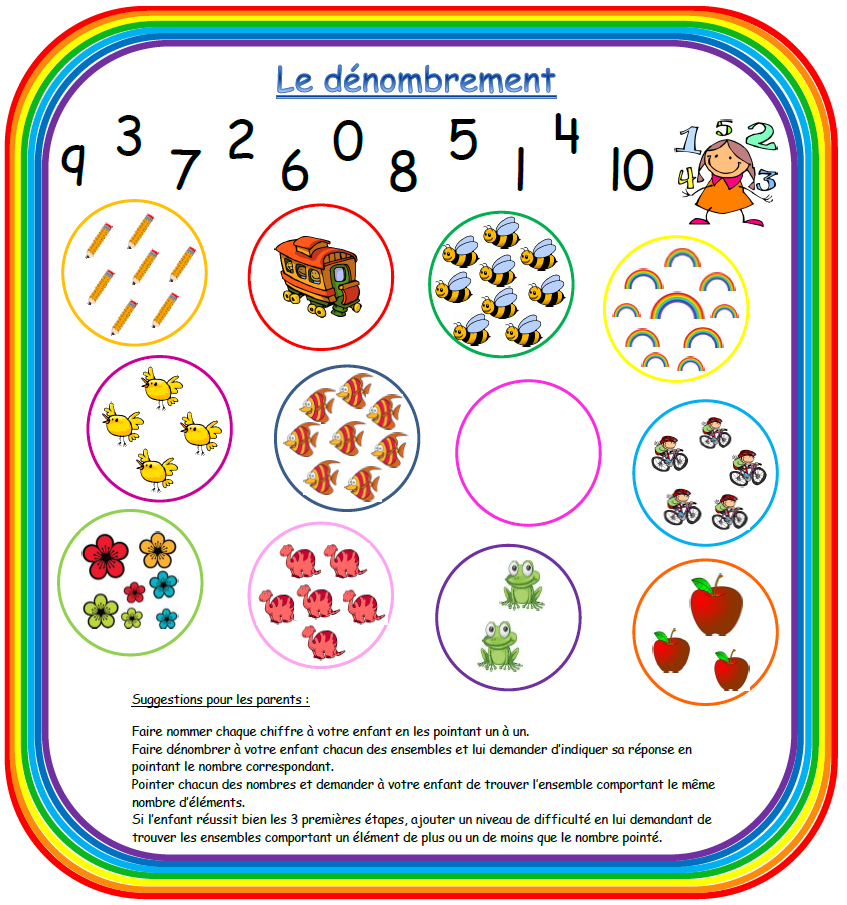 Le dénombrement
9 3 7 2 6 0 8 5 1 4 10
1 5 2
4 3
Suggestions pour les parents :
Faire nommer chaque chiffre à votre enfant en les pointant un à un.
Faire dénombrer à votre enfant chacun des ensembles et lui demander d'indiquer sa réponse en
pointant le nombre correspondant.
Pointer chacun des nombres et demander à votre enfant de trouver l'ensemble comportant le même
nombre d'éléments.
Si l'enfant réussit bien les 3 premières étapes, ajouter un niveau de difficulté en lui demandant de
trouver les ensembles comportant un élément de plus ou un de moins que le nombre pointé.